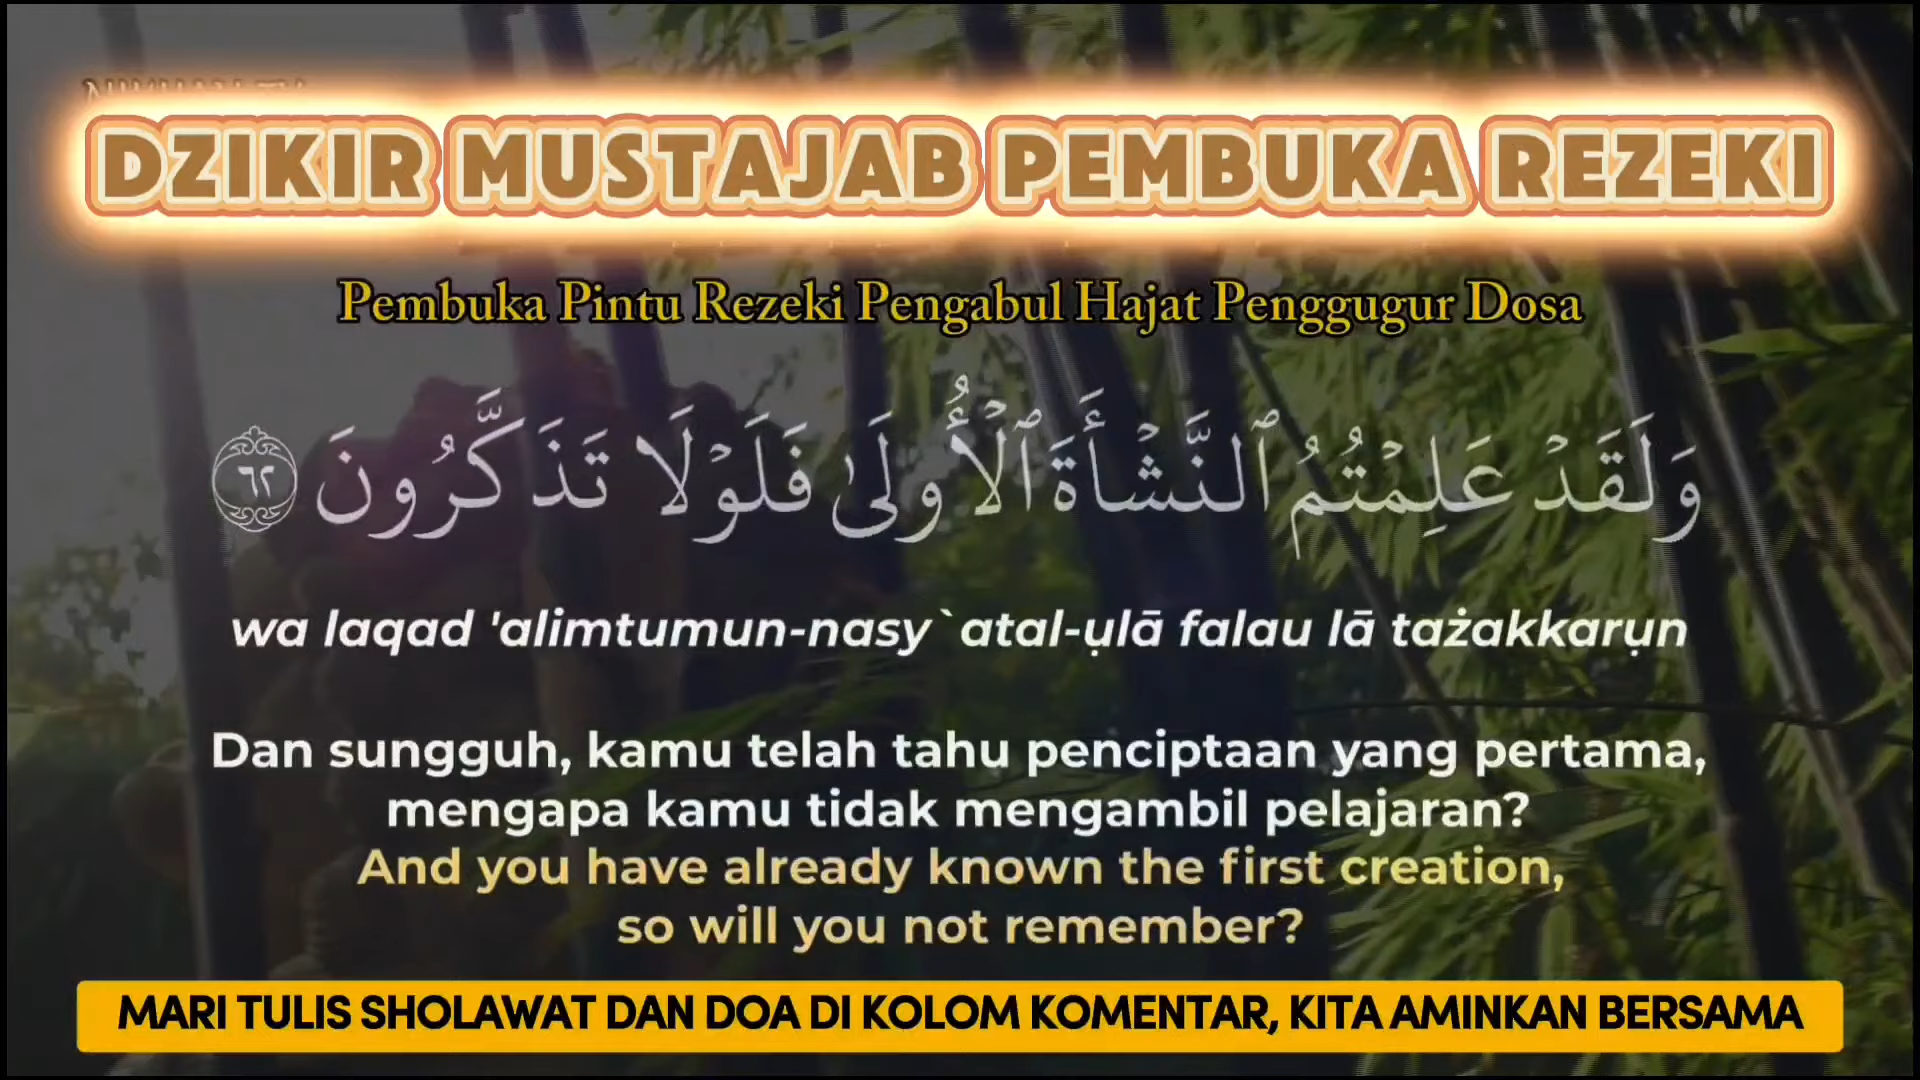 DZIKIR MUSTAJAB PEMBUKA REZEKI
Pembuka Pintu Rezeki Pengabul Hajat Penggugur Dosa
وَلَقَدْ عَلِمْتُمُ ٱلنَّشْأَةَ ٱلْأُولَىٰ فَلَوْلَا تَذَكَّرُونَ ٦٢
wa laqad 'alimtumun-nasy`atal-ụlā falau lā tażakkarụn
Dan sungguh, kamu telah tahu penciptaan yang pertama,
mengapa kamu tidak mengambil pelajaran?
And you have already known the first creation,
so will you not remember?
MARI TULIS SHOLAWAT DAN DOA DI KOLOM KOMENTAR, KITA AMINKAN BERSAMA